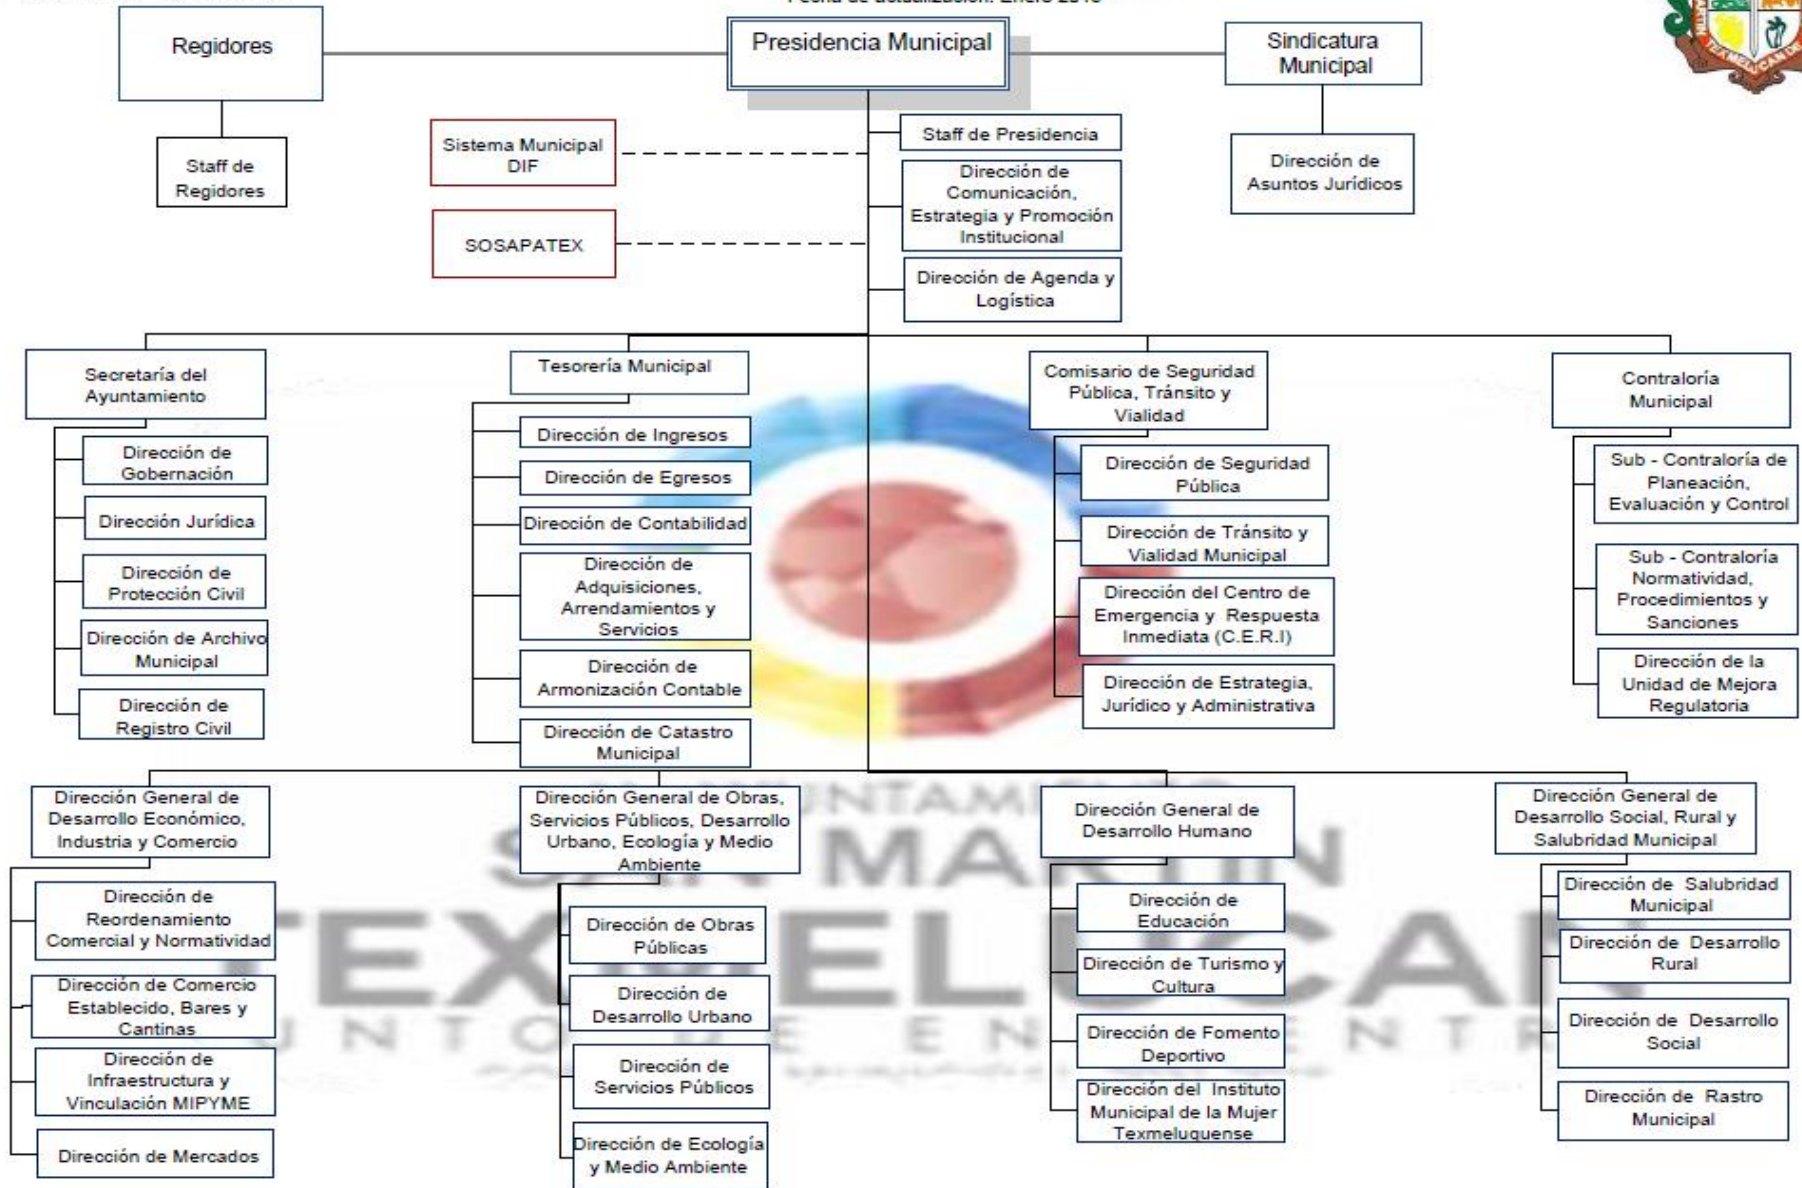 Fecha de actualización: Enero 2018
Regidores
Presidencia Municipal
Sindicatura
Municipal
MARTIN
TEXMELUCAN DE
Staff de
Regidores
Sistema Municipal
DIF
SOSAPATEX
Staff de Presidencia
Dirección de
Comunicación,
Estrategia y Promoción
Institucional
Dirección de Agenda y
Logística
Dirección de
Asuntos Jurídicos
Secretaría del
Ayuntamiento
Dirección de
Gobernación
Dirección Jurídica
Dirección de
Protección Civil
Dirección de Archivo
Municipal
Dirección de
Registro Civil
Tesorería Municipal
Dirección de Ingresos
Dirección de Egresos
Dirección de Contabilidad
Dirección de
Adquisiciones,
Arrendamientos y
Servicios
Dirección de
Armonización Contable
Dirección de Catastro
Municipal
Comisario de Seguridad
Pública, Tránsito y
Vialidad
Dirección de Seguridad
Pública
Dirección de Tránsito y
Vialidad Municipal
Dirección del Centro de
Emergencia y Respuesta
Inmediata (C.E.R.I)
Dirección de Estrategia,
Jurídico y Administrativa
Contraloría
Municipal
Sub - Contraloría de
Planeación,
Evaluación y Control
Sub - Contraloría
Normatividad,
Procedimientos y
Sanciones
Dirección de la
Unidad de Mejora
Regulatoria
Dirección General de
Desarrollo Económico,
Industria y Comercio
Dirección de
Reordenamiento
Comercial y Normatividad
Dirección de Comercio
Establecido, Bares y
Cantinas
Dirección de
Infraestructura y
Vinculación MIPYME
Dirección de Mercados
Dirección General de Obras,
Servicios Públicos, Desarrollo
Urbano, Ecología y Medio
Ambiente
Dirección de Obras
Públicas
Dirección de
Desarrollo Urbano
Dirección de
Servicios Públicos
Dirección de Ecología
y Medio Ambiente
Dirección General de
Desarrollo Humano
Dirección de
Educación
Dirección de Turismo y
Cultura
Dirección de Fomento
Deportivo
Dirección del Instituto
Municipal de la Mujer
Texmeluquense
Dirección General de
Desarrollo Social, Rural y
Salubridad Municipal
Dirección de Salubridad
Municipal
Dirección de Desarrollo
Rural
Dirección de Desarrollo
Social
Dirección de Rastro
Municipal
SAN MARTIN
TEXMELUCAN